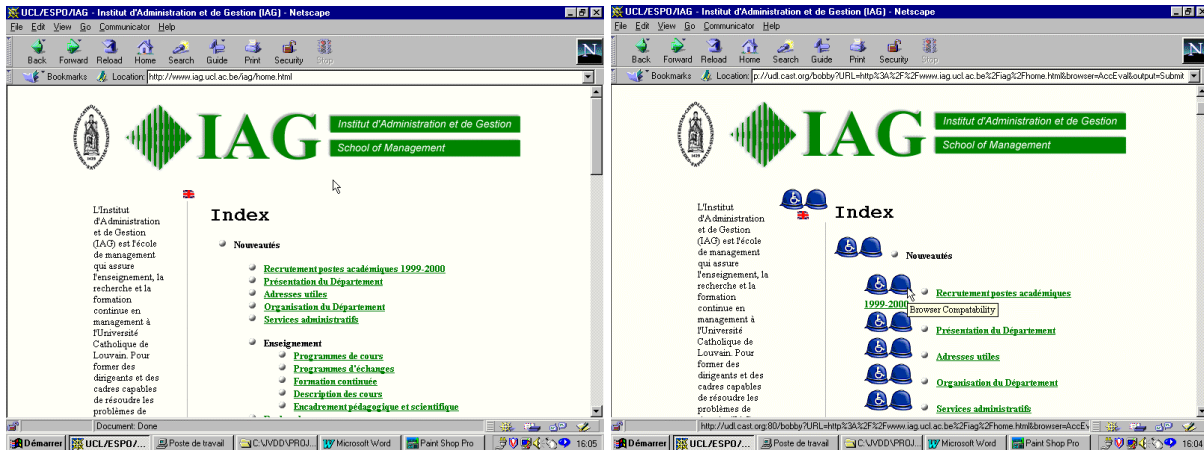 UCL/ESPO/IAG - Institut d'Administration et de Gestion (IAG) - Netscape
File Edit View Go Communicator Help
Back Forward Reload Home Search Guide Print Security Stop
Bookmarks Location: http://www.iag.ucl.ac.be/iag/home.html
IAG
Institut d'Administration et de Gestion
School of Management
L'Institut
d'Administration
et de Gestion
(IAG) est l'école
de management
qui assure
l'enseignement, la
recherche et la
formation
continue en
management à
l'Université
Catholique de
Louvain. Pour
former des
dirigeants et des
cadres capables
de résoudre les
problèmes de
Index
Nouveautés
Recrutement postes académiques 1999-2000
Présentation du Département
Adresses utiles
Organisation du Département
Services administratifs
Enseignement
Programmes de cours
Programmes d'échanges
Formation continuée
Description des cours
Encadrement pédagogique et scientifique
Document: Done
Démarrer UCL/ESPO/... Poste de travail C:\JVDD\PROJ... Microsoft Word Paint Shop Pro 16:05
UCL/ESPO/IAG - Institut d'Administration et de Gestion (IAG) - Netscape
File Edit View Go Communicator Help
Back Forward Reload Home Search Guide Print Security Stop
Bookmarks Location: p://udl.cast.org/bobby?URL=http%3A%2F%2Fwww.iag.ucl.ac.be%2Fiag%2Fhome.html&browser=AccEval&output=Submit
IAG
Institut d'Administration et de Gestion
School of Management
L'Institut
d'Administration
et de Gestion
(IAG) est l'école
de management
qui assure
l'enseignement, la
recherche et la
formation
continue en
management à
l'Université
Catholique de
Louvain. Pour
former des
dirigeants et des
cadres capables
de résoudre les
problèmes de
Index
Nouveautés
Recrutement postes académiques
1999-2000
Browser Compatability
Présentation du Département
Adresses utiles
Organisation du Département
Services administratifs
http://udl.cast.org:80/bobby?URL=http%3A%2F%2Fwww.iag.ucl.ac.be%2Fiag%2Fhome.html&browser=AccE
Démarrer UCL/ESPO/... Poste de travail C:\JVDD\PROJ... Microsoft Word Paint Shop Pro 16:04